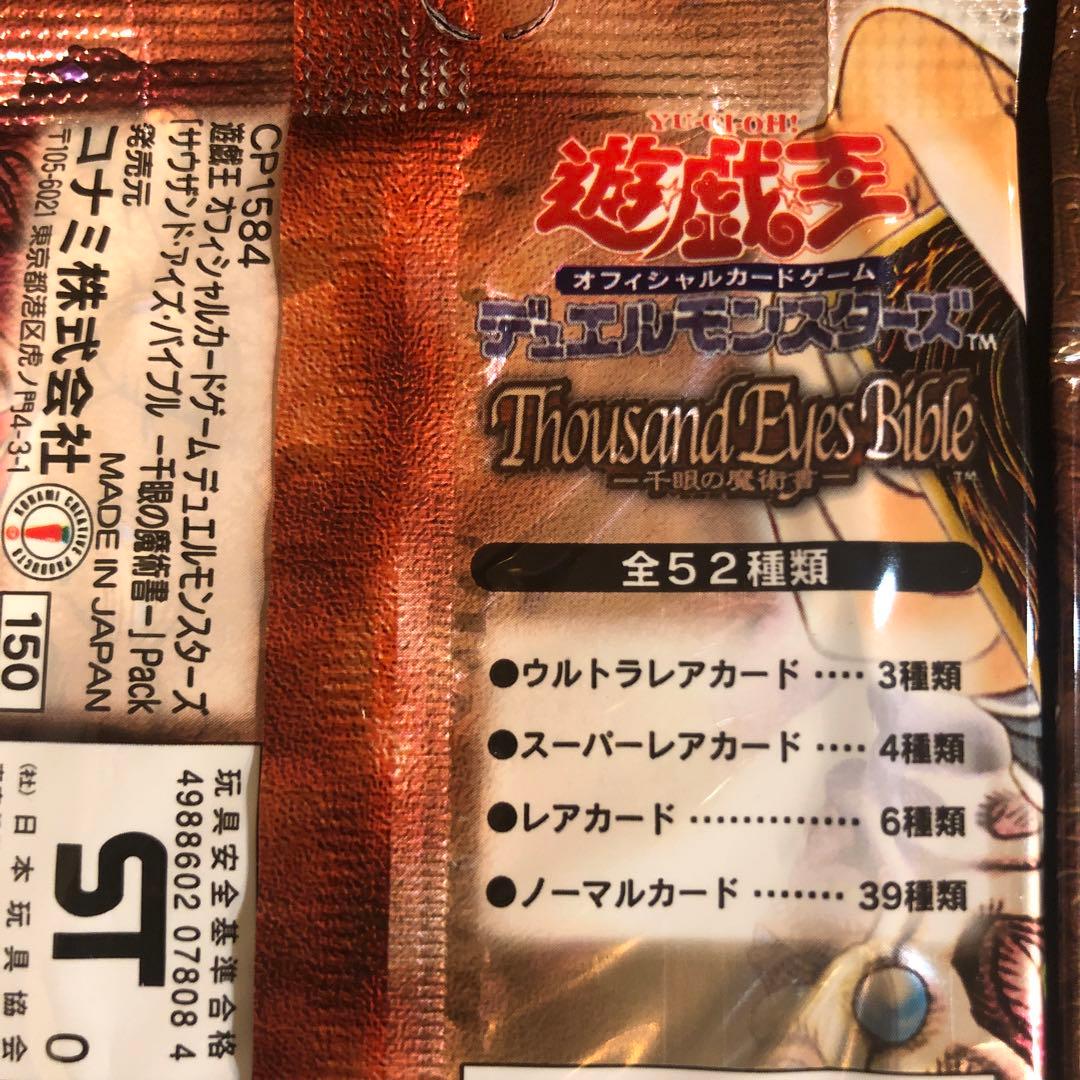 YU-GI-OH!
遊戯王
オフィシャルカードゲーム
デュエルモンスターズ™
Thousand Eyes Bible
－千眼の魔術書－™
全52種類
●ウルトラレアカード ････ 3種類
●スーパーレアカード ････ 4種類
●レアカード ･････････････ 6種類
●ノーマルカード ･･･････ 39種類
CP1584
遊戯王 オフィシャルカードゲーム デュエルモンスターズ
「サウザンド・アイズ・バイブル －千眼の魔術書－」Pack
発売元
コナミ株式会社
MADE IN JAPAN
〒105-6021 東京都港区虎ノ門4-3-1
KONAMI CREATIVE PRODUCTS
150
玩具安全基準合格
4988602 07808 4
ST
0
(社)日本玩具協会